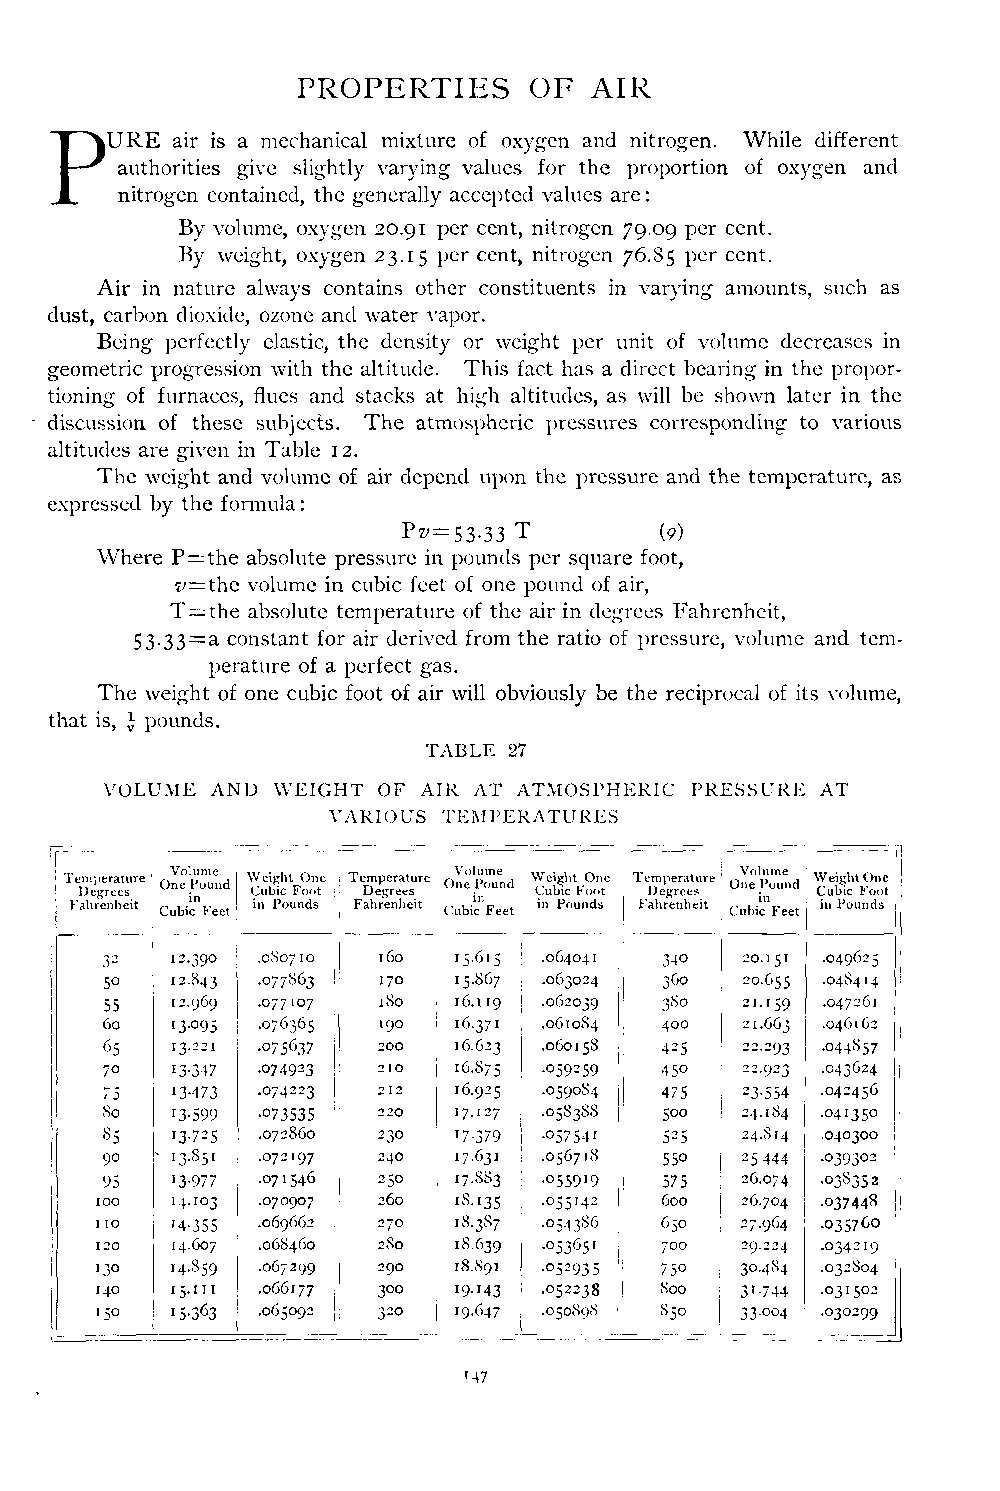 PROPERTIES OF AIR
PURE air is a mechanical mixture of oxygen and nitrogen. While different
authorities give slightly varying values for the proportion of oxygen and
nitrogen contained, the generally accepted values are:
By volume, oxygen 20.91 per cent, nitrogen 79.09 per cent.
By weight, oxygen 23.15 per cent, nitrogen 76.85 per cent.
Air in nature always contains other constituents in varying amounts, such as
dust, carbon dioxide, ozone and water vapor.
Being perfectly elastic, the density or weight per unit of volume decreases in
geometric progression with the altitude. This fact has a direct bearing in the propor-
tioning of furnaces, flues and stacks at high altitudes, as will be shown later in the
discussion of these subjects. The atmospheric pressures corresponding to various
altitudes are given in Table 12.
The weight and volume of air depend upon the pressure and the temperature, as
expressed by the formula:
Pv=53.33 T (9)
Where P=the absolute pressure in pounds per square foot,
v=the volume in cubic feet of one pound of air,
T=the absolute temperature of the air in degrees Fahrenheit,
53.33=a constant for air derived from the ratio of pressure, volume and tem-
perature of a perfect gas.
The weight of one cubic foot of air will obviously be the reciprocal of its volume,
that is, 1/v pounds.
TABLE 27
VOLUME AND WEIGHT OF AIR AT ATMOSPHERIC PRESSURE AT
VARIOUS TEMPERATURES
Temperature Degrees Fahrenheit Volume One Pound in Cubic Feet Weight One Cubic Foot in Pounds Temperature Degrees Fahrenheit Volume One Pound in Cubic Feet Weight One Cubic Foot in Pounds Temperature Degrees Fahrenheit Volume One Pound in Cubic Feet Weight One Cubic Foot in Pounds
32 12.390 .080710 160 15.615 .064041 340 20.151 .049625
50 12.843 .077863 170 15.867 .063024 360 20.655 .048414
55 12.969 .077107 180 16.119 .062039 380 21.159 .047261
60 13.095 .076365 190 16.371 .061084 400 21.663 .046162
65 13.221 .075637 200 16.623 .060158 425 22.293 .044857
70 13.347 .074923 210 16.875 .059259 450 22.923 .043624
75 13.473 .074223 212 16.925 .059084 475 23.554 .042456
80 13.599 .073535 220 17.127 .058388 500 24.184 .041350
85 13.725 .072860 230 17.379 .057541 525 24.814 .040300
90 13.851 .072197 240 17.631 .056718 550 25.444 .039302
95 13.977 .071546 250 17.883 .055919 575 26.074 .038352
100 14.103 .070907 260 18.135 .055142 600 26.704 .037448
110 14.355 .069662 270 18.387 .054386 650 27.964 .035760
120 14.607 .068460 280 18.639 .053651 700 29.224 .034219
130 14.859 .067299 290 18.891 .052935 750 30.484 .032804
140 15.111 .066177 300 19.143 .052238 800 31.744 .031502
150 15.363 .065092 320 19.647 .050898 850 33.004 .030299
147